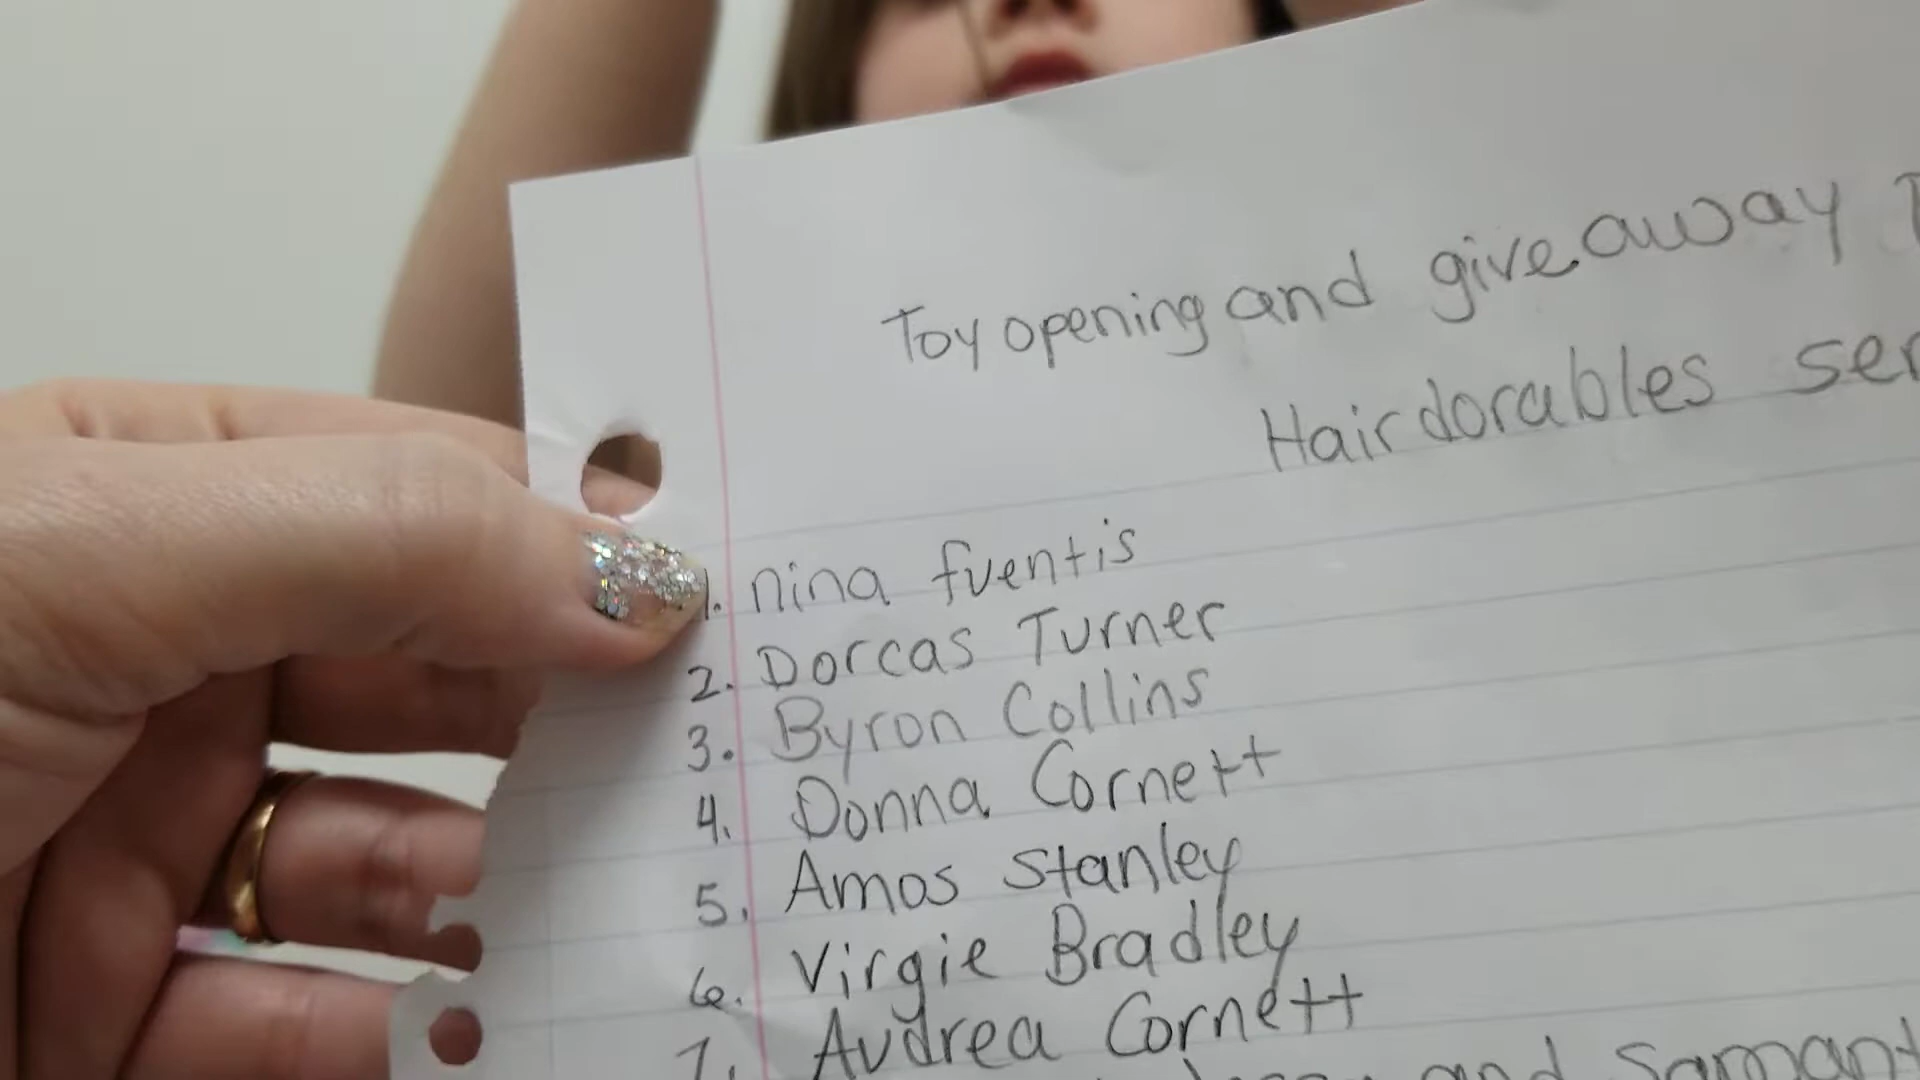 Toy opening and giveaway
Hairdorables
1. nina fuentis
2. Dorcas Turner
3. Byron Collins
4. Donna Cornett
5. Amos Stanley
6. Virgie Bradley
7. Audrea Cornett
and